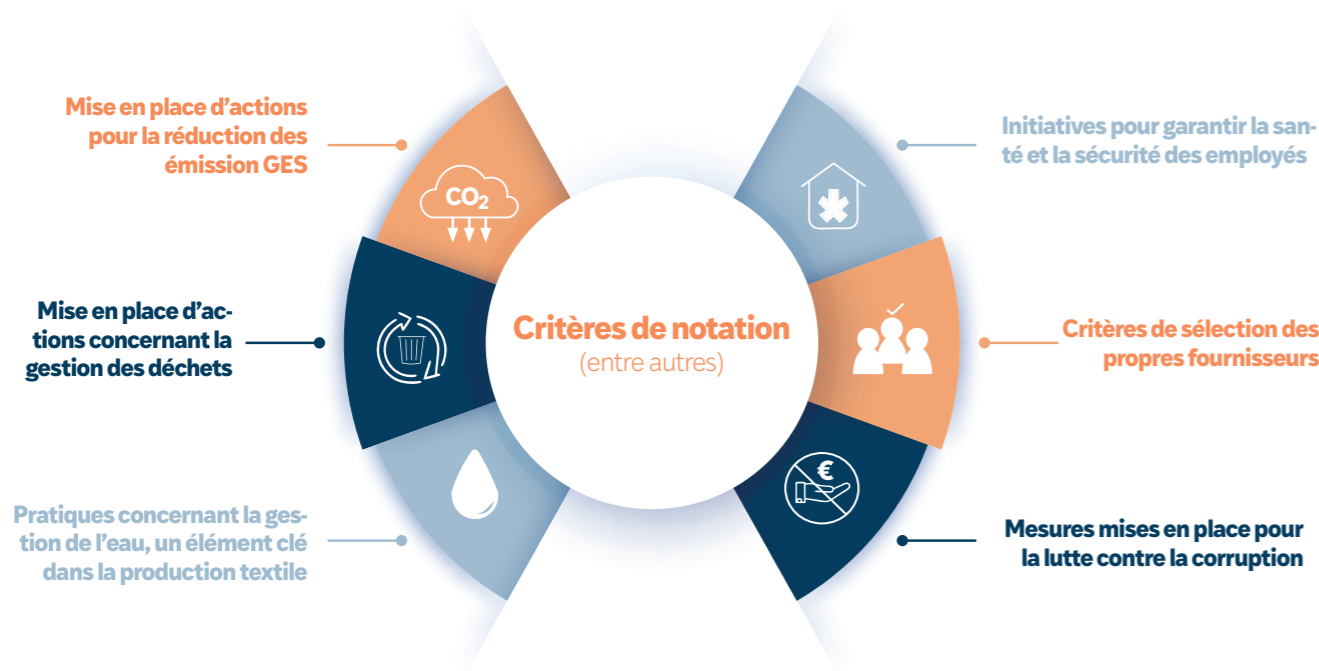 Mise en place d’actions
pour la réduction des
émission GES
CO₂
Mise en place d’ac-
tions concernant la
gestion des déchets
Pratiques concernant la ges-
tion de l’eau, un élément clé
dans la production textile
Critères de notation
(entre autres)
Initiatives pour garantir la san-
té et la sécurité des employés
Critères de sélection des
propres fournisseurs
€
Mesures mises en place pour
la lutte contre la corruption